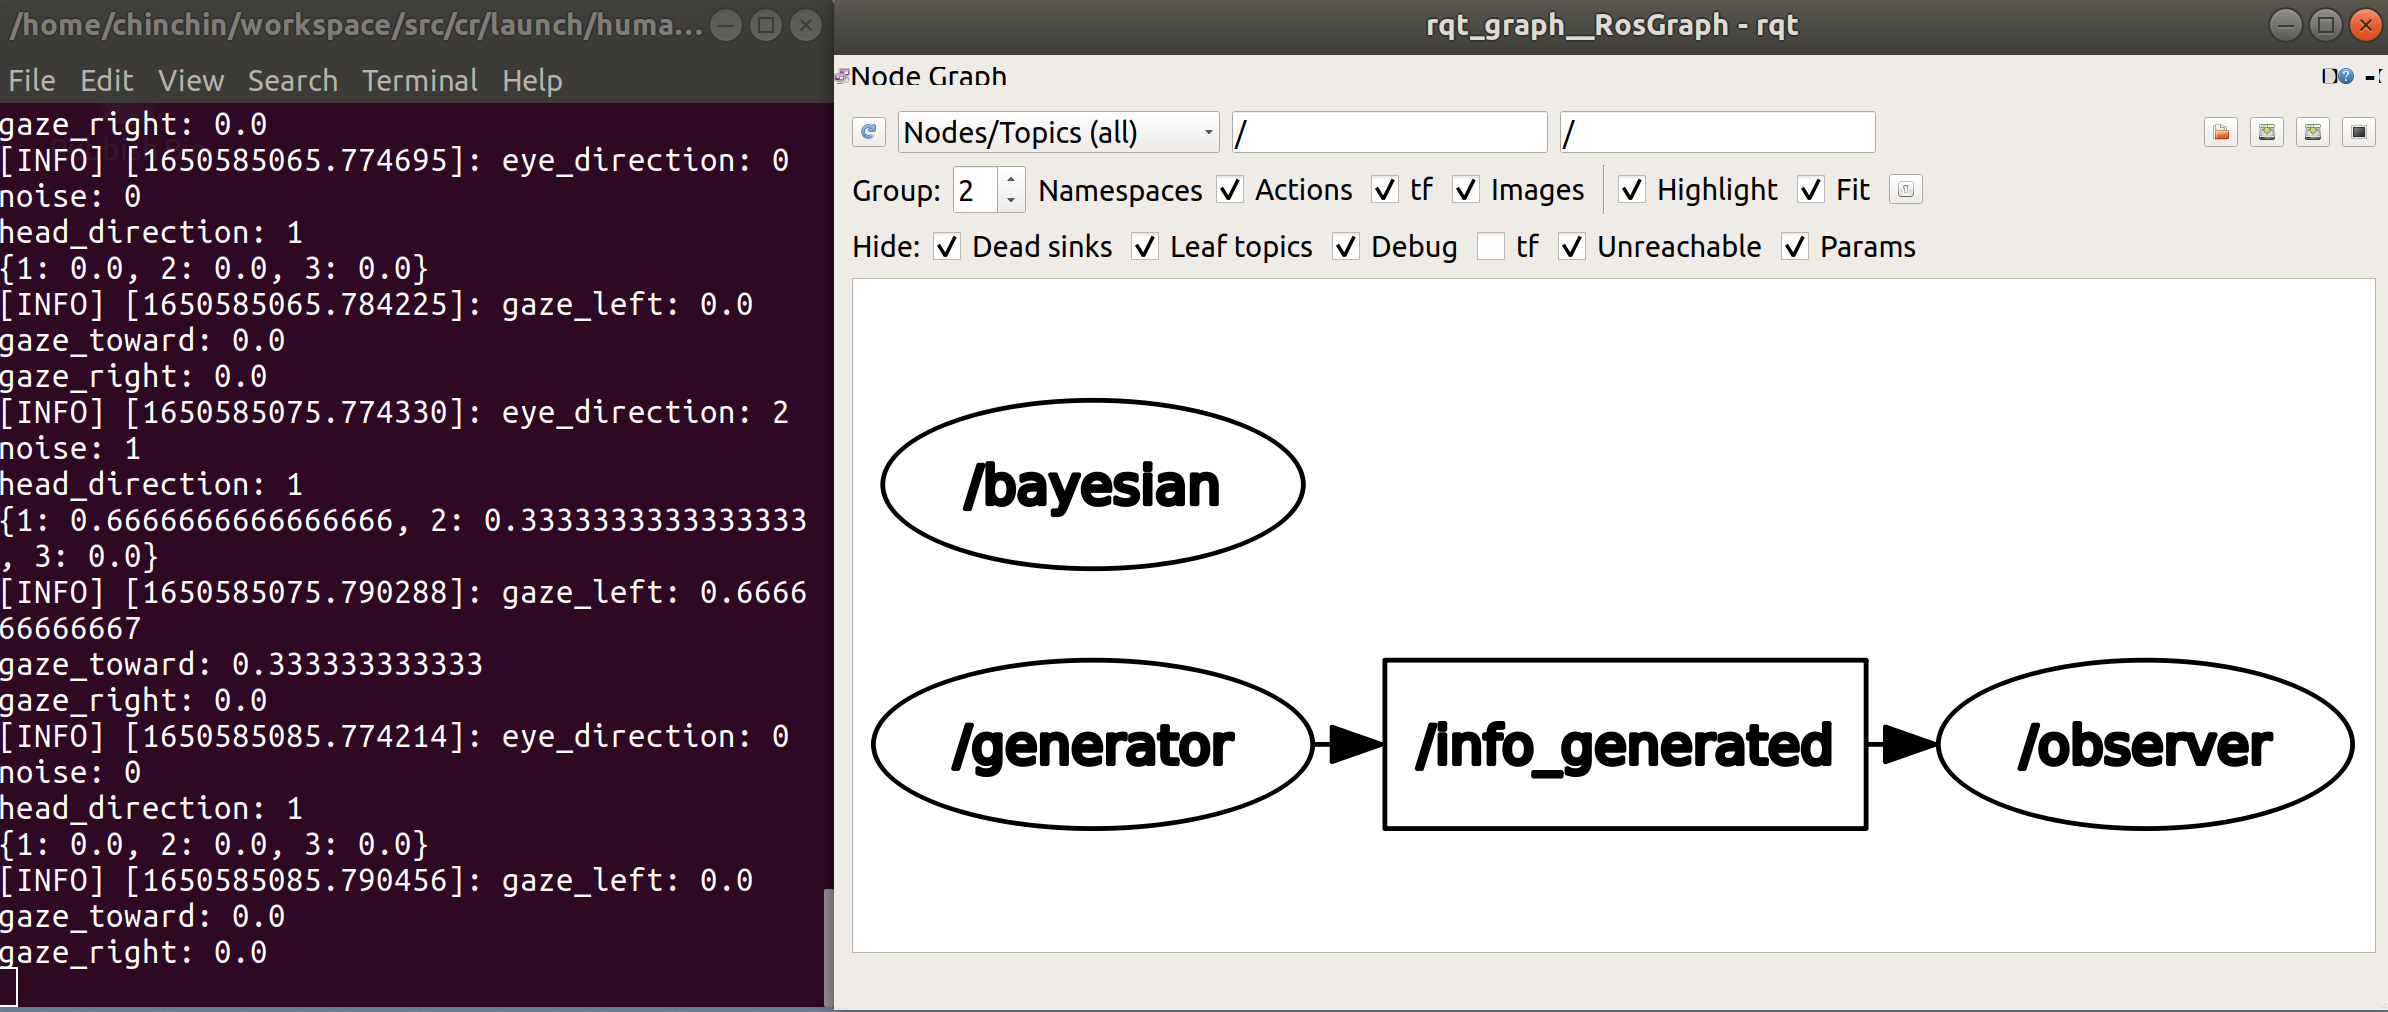 /home/chinchin/workspace/src/cr/launch/huma...
File Edit View Search Terminal Help
gaze_right: 0.0
[INFO] [1650585065.774695]: eye_direction: 0
noise: 0
head_direction: 1
{1: 0.0, 2: 0.0, 3: 0.0}
[INFO] [1650585065.784225]: gaze_left: 0.0
gaze_toward: 0.0
gaze_right: 0.0
[INFO] [1650585075.774330]: eye_direction: 2
noise: 1
head_direction: 1
{1: 0.6666666666666666, 2: 0.3333333333333333
, 3: 0.0}
[INFO] [1650585075.790288]: gaze_left: 0.6666
66666667
gaze_toward: 0.333333333333
gaze_right: 0.0
[INFO] [1650585085.774214]: eye_direction: 0
noise: 0
head_direction: 1
{1: 0.0, 2: 0.0, 3: 0.0}
[INFO] [1650585085.790456]: gaze_left: 0.0
gaze_toward: 0.0
gaze_right: 0.0
rqt_graph__RosGraph - rqt
Node Graph
Nodes/Topics (all) / /
Group: 2 Namespaces Actions tf Images Highlight Fit
Hide: Dead sinks Leaf topics Debug tf Unreachable Params
/bayesian
/generator /info_generated /observer